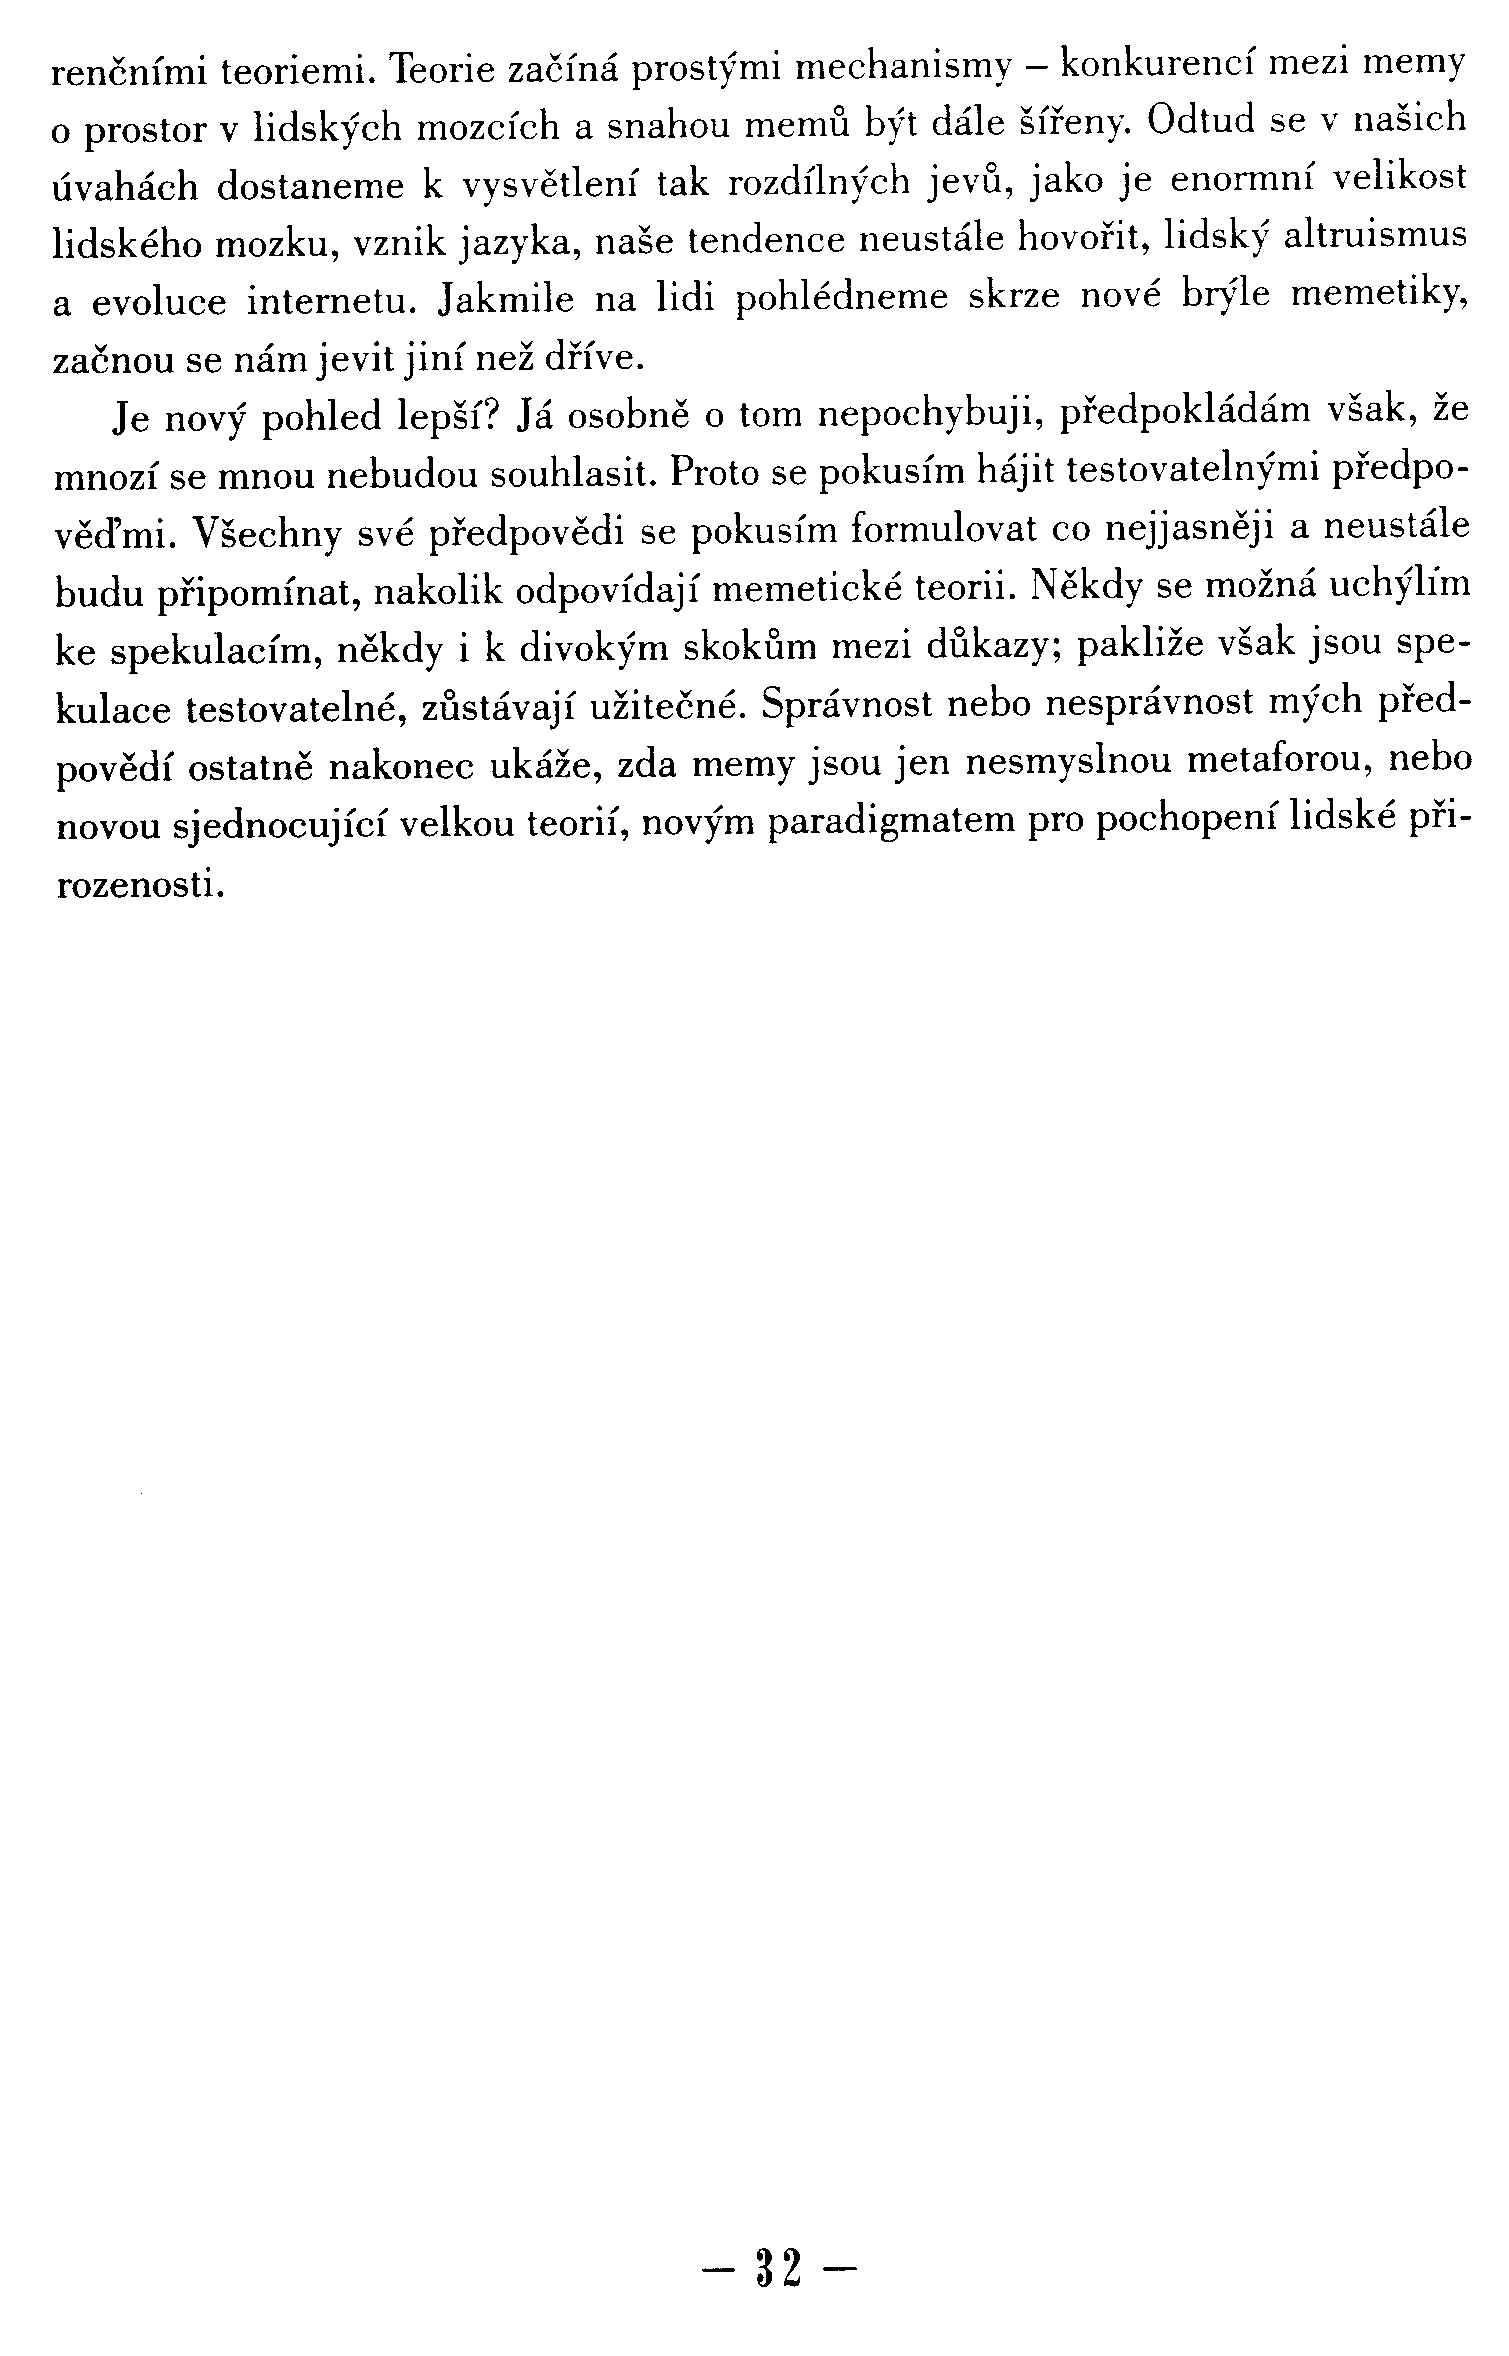 renčními teoriemi. Teorie začíná prostými mechanismy – konkurencí mezi memy
o prostor v lidských mozcích a snahou memů být dále šířeny. Odtud se v našich
úvahách dostaneme k vysvětlení tak rozdílných jevů, jako je enormní velikost
lidského mozku, vznik jazyka, naše tendence neustále hovořit, lidský altruismus
a evoluce internetu. Jakmile na lidi pohlédneme skrze nové brýle memetiky,
začnou se nám jevit jiní než dříve.
Je nový pohled lepší? Já osobně o tom nepochybuji, předpokládám však, že
mnozí se mnou nebudou souhlasit. Proto se pokusím hájit testovatelnými předpo-
věďmi. Všechny své předpovědi se pokusím formulovat co nejjasněji a neustále
budu připomínat, nakolik odpovídají memetické teorii. Někdy se možná uchýlím
ke spekulacím, někdy i k divokým skokům mezi důkazy; pakliže však jsou spe-
kulace testovatelné, zůstávají užitečné. Správnost nebo nesprávnost mých před-
povědí ostatně nakonec ukáže, zda memy jsou jen nesmyslnou metaforou, nebo
novou sjednocující velkou teorií, novým paradigmatem pro pochopení lidské při-
rozenosti.
– 32 –